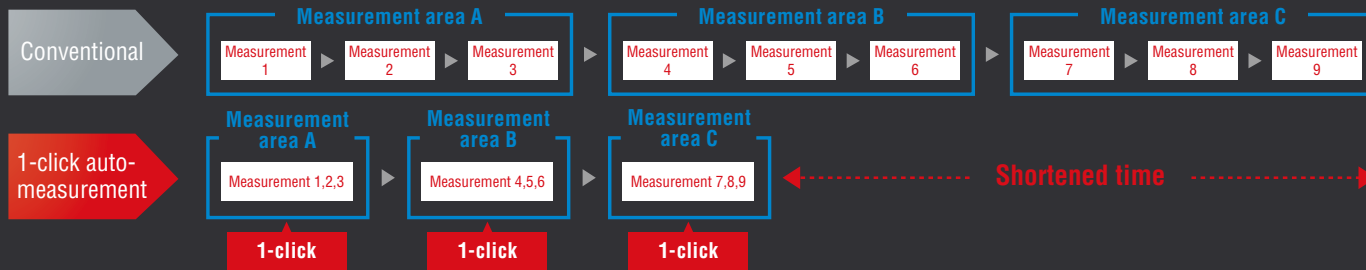 Measurement area A
Measurement area B
Measurement area C
Conventional
Measurement
1
Measurement
2
Measurement
3
Measurement
4
Measurement
5
Measurement
6
Measurement
7
Measurement
8
Measurement
9
1-click auto-
measurement
Measurement
area A
Measurement
area B
Measurement
area C
Measurement 1,2,3
Measurement 4,5,6
Measurement 7,8,9
Shortened time
1-click
1-click
1-click